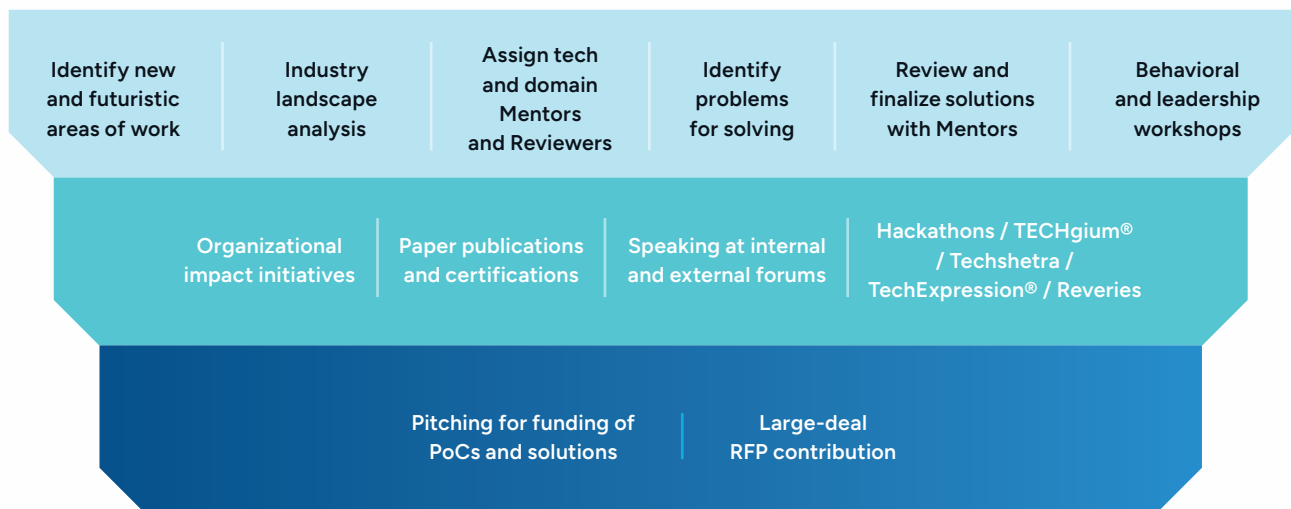 Identify new
and futuristic
areas of work
Industry
landscape
analysis
Assign tech
and domain
Mentors
and Reviewers
Identify
problems
for solving
Review and
finalize solutions
with Mentors
Behavioral
and leadership
workshops
Organizational
impact initiatives
Paper publications
and certifications
Speaking at internal
and external forums
Hackathons / TECHgium®
/ Techshetra /
TechExpression® / Reveries
Pitching for funding of
PoCs and solutions
Large-deal
RFP contribution